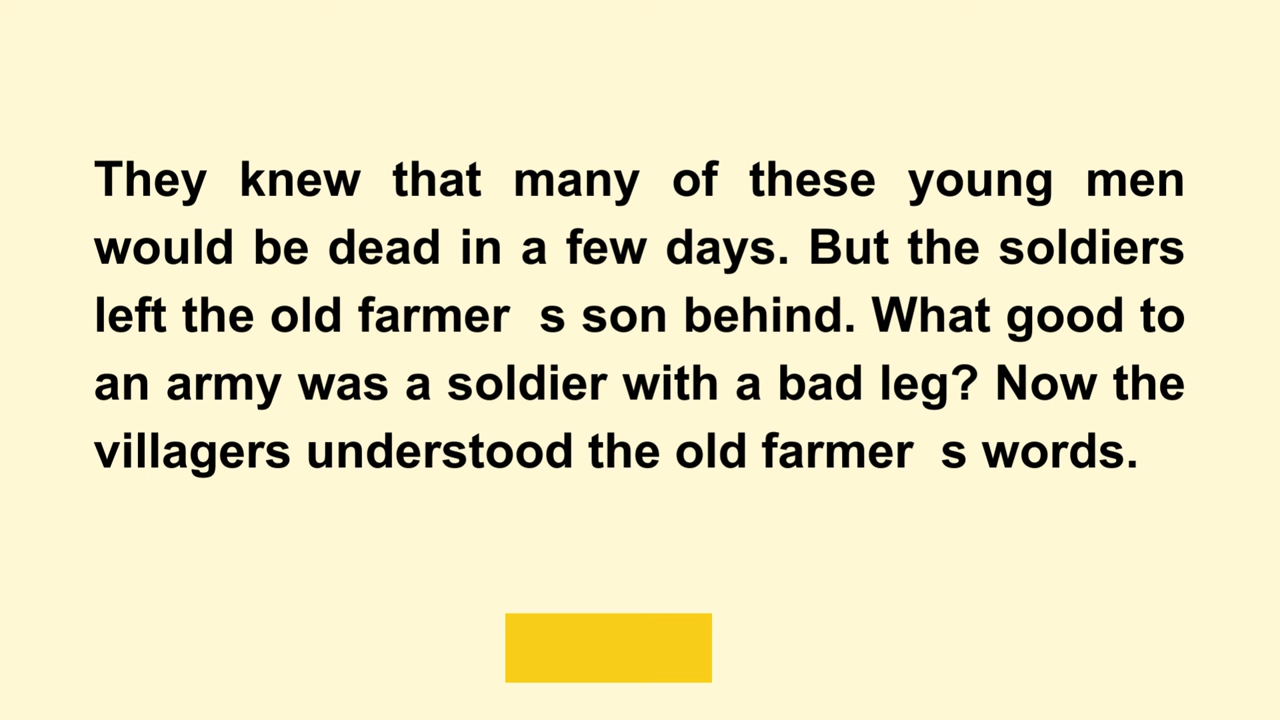 They knew that many of these young men
would be dead in a few days. But the soldiers
left the old farmer  s son behind. What good to
an army was a soldier with a bad leg? Now the
villagers understood the old farmer  s words.